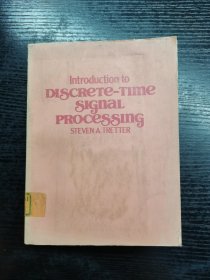 Introduction to
DISCRETE-TIME
SIGNAL
PROCESSING
STEVEN A. TRETTER